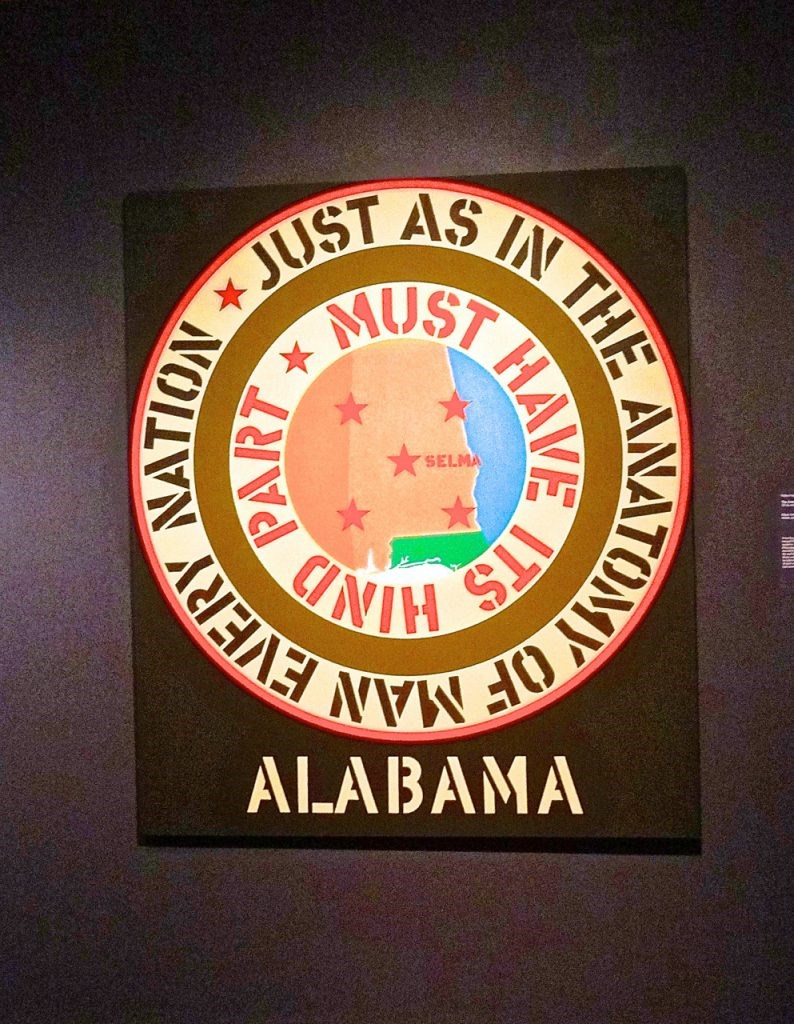 JUST AS IN THE ANATOMY OF MAN EVERY NATION
MUST HAVE ITS HIND PART
SELMA
ALABAMA